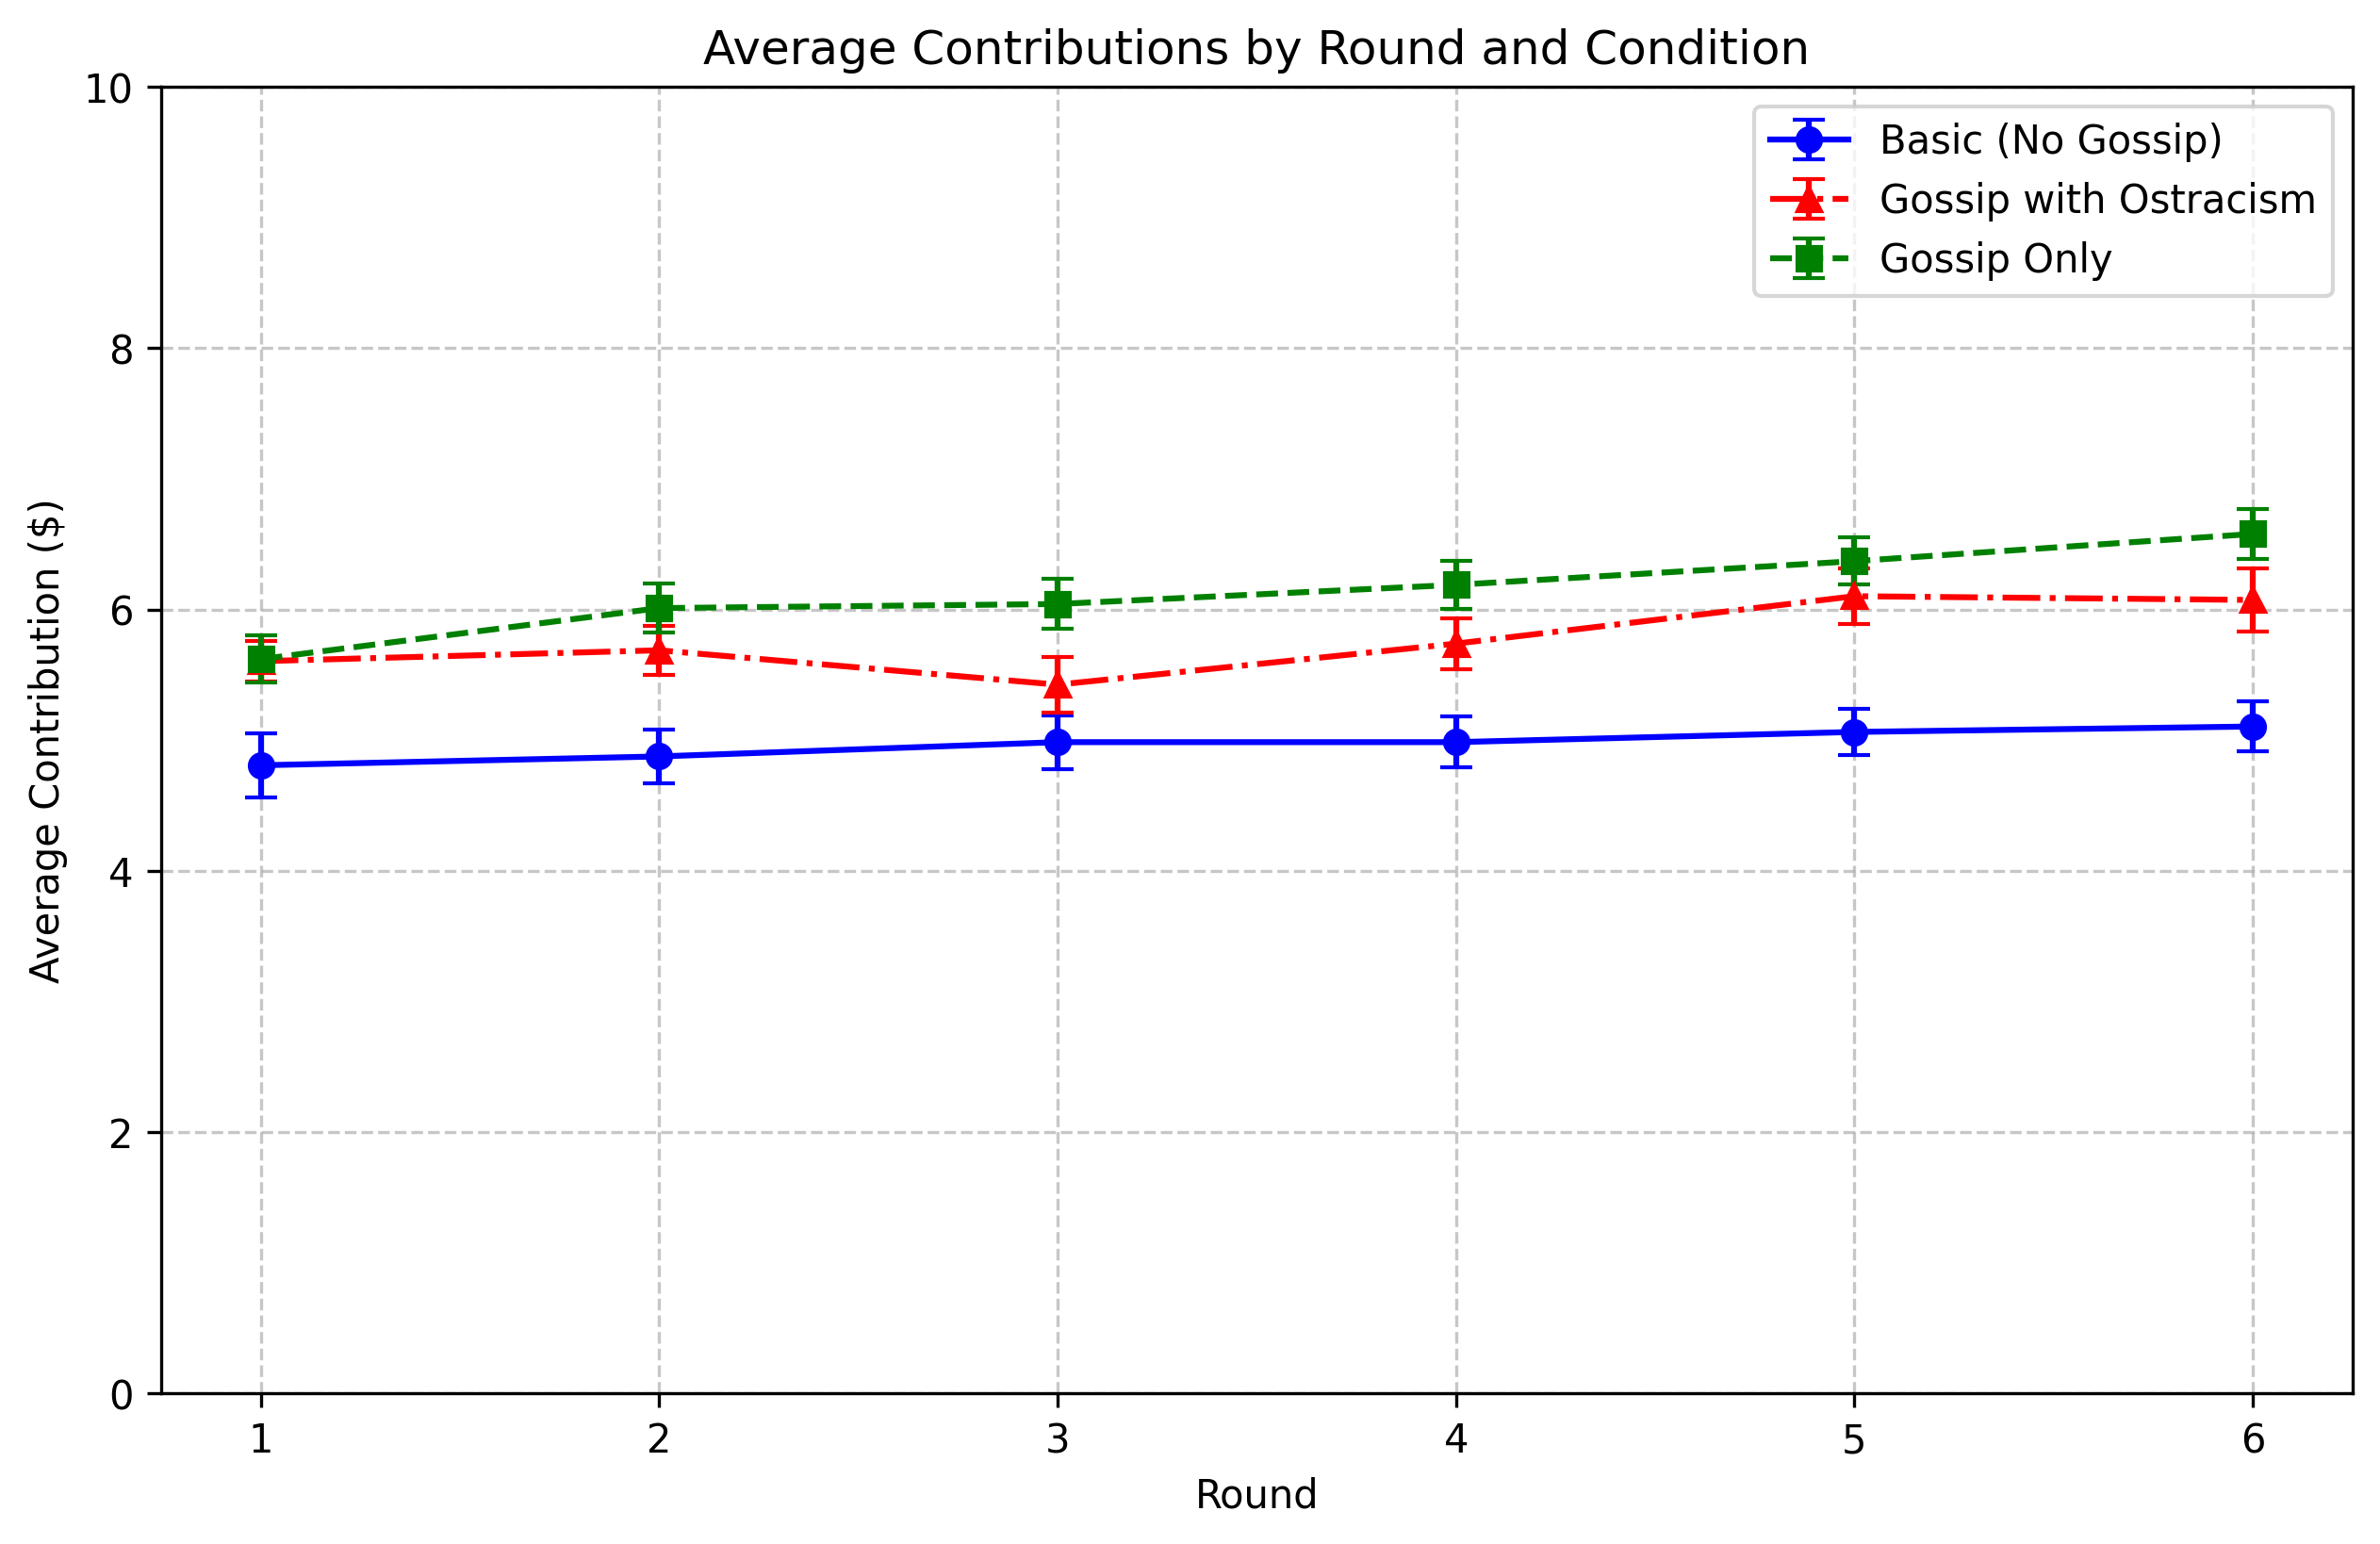 Average Contributions by Round and Condition
Average Contribution ($)
10
8
6
4
2
0
Basic (No Gossip)
Gossip with Ostracism
Gossip Only
1 2 3 4 5 6
Round